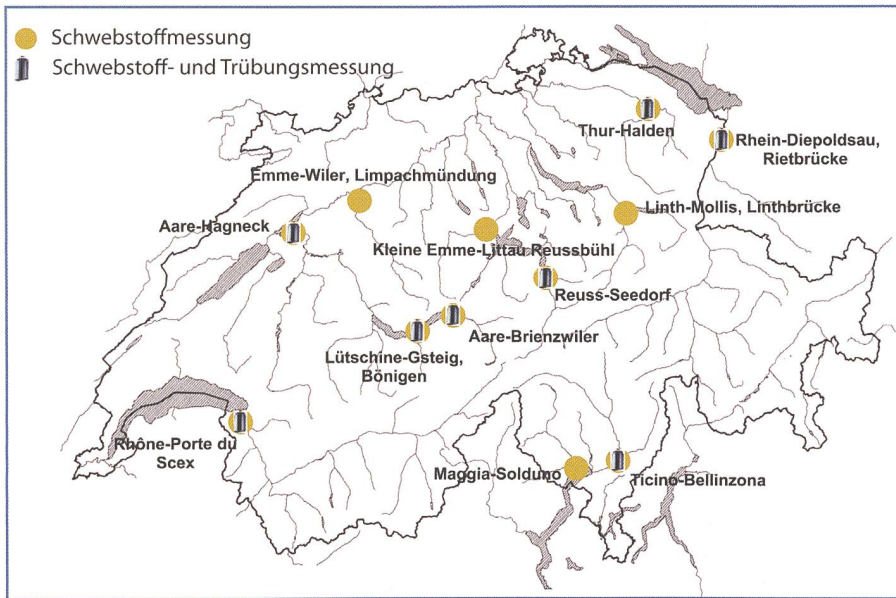 Schwebstoffmessung
Schwebstoff- und Trübungsmessung
Thur-Halden
Rhein-Diepoldsau,
Rietbrücke
Emme-Wiler, Limpachmündung
Linth-Mollis, Linthbrücke
Aare-Hagneck
Kleine Emme-Littau Reussbühl
Reuss-Seedorf
Aare-Brienzwiler
Lütschine-Gsteig,
Bönigen
Rhône-Porte du
Scex
Maggia-Solduno
Ticino-Bellinzona